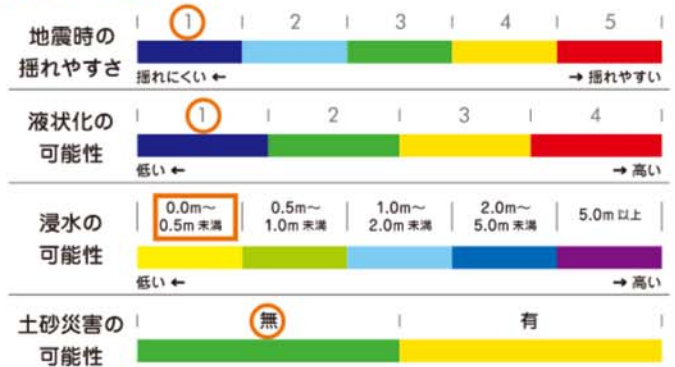 地震時の
揺れやすさ
1 2 3 4 5
揺れにくい ← → 揺れやすい
液状化の
可能性
1 2 3 4
低い ← → 高い
浸水の
可能性
0.0m〜 0.5m〜 1.0m〜 2.0m〜 5.0m 以上
0.5m 未満 1.0m 未満 2.0m 未満 5.0m 未満
低い ← → 高い
土砂災害の
可能性
無 有